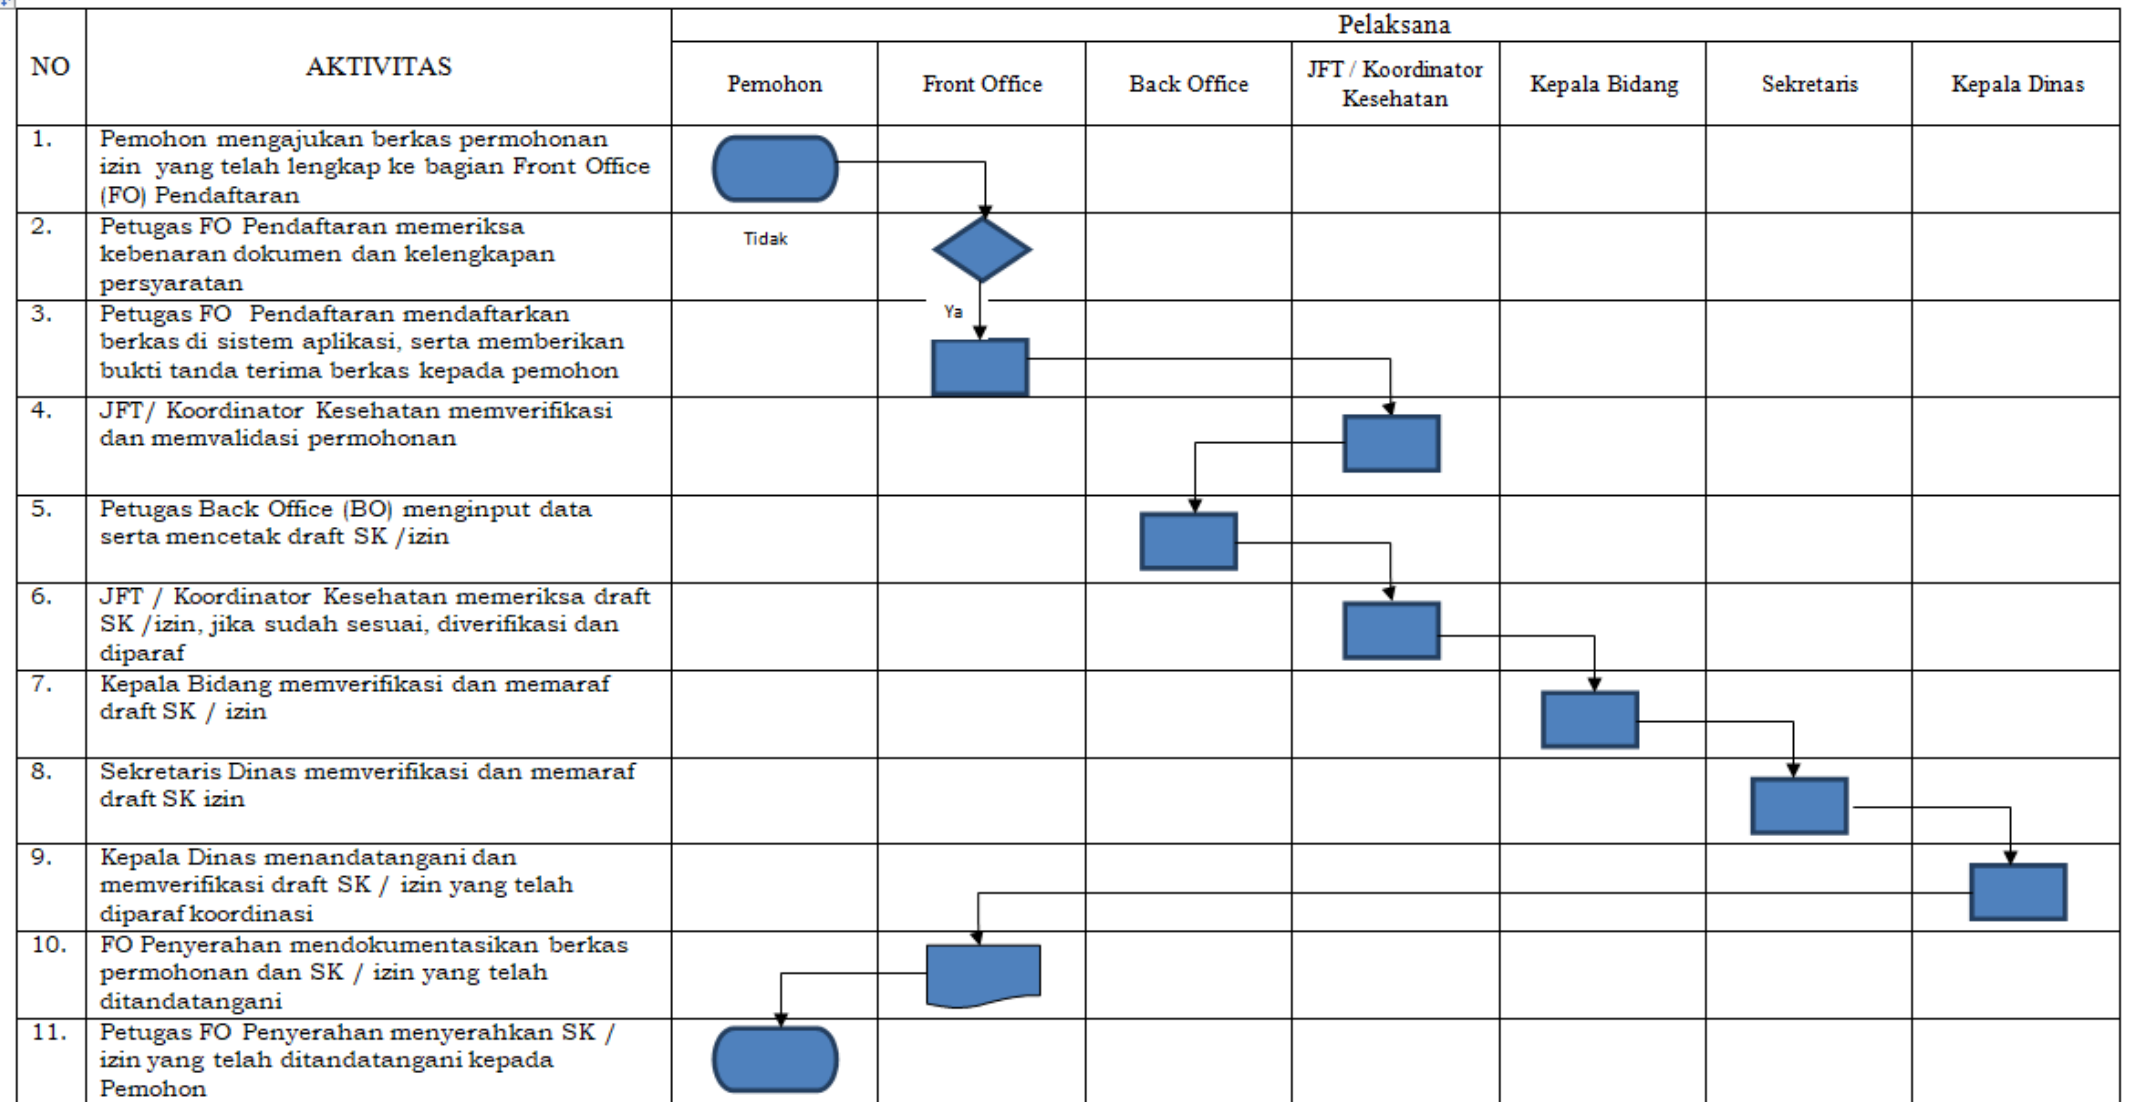 Pelaksana
NO
AKTIVITAS
Pemohon
Front Office
Back Office
JFT / Koordinator
Kesehatan
Kepala Bidang
Sekretaris
Kepala Dinas
1.
Pemohon mengajukan berkas permohonan
izin yang telah lengkap ke bagian Front Office
(FO) Pendaftaran
2.
Petugas FO Pendaftaran memeriksa
kebenaran dokumen dan kelengkapan
persyaratan
Tidak
3.
Petugas FO Pendaftaran mendaftarkan
berkas di sistem aplikasi, serta memberikan
bukti tanda terima berkas kepada pemohon
Ya
4.
JFT/ Koordinator Kesehatan memverifikasi
dan memvalidasi permohonan
5.
Petugas Back Office (BO) menginput data
serta mencetak draft SK /izin
6.
JFT / Koordinator Kesehatan memeriksa draft
SK /izin, jika sudah sesuai, diverifikasi dan
diparaf
7.
Kepala Bidang memverifikasi dan memaraf
draft SK / izin
8.
Sekretaris Dinas memverifikasi dan memaraf
draft SK izin
9.
Kepala Dinas menandatangani dan
memverifikasi draft SK / izin yang telah
diparaf koordinasi
10.
FO Penyerahan mendokumentasikan berkas
permohonan dan SK / izin yang telah
ditandatangani
11.
Petugas FO Penyerahan menyerahkan SK /
izin yang telah ditandatangani kepada
Pemohon